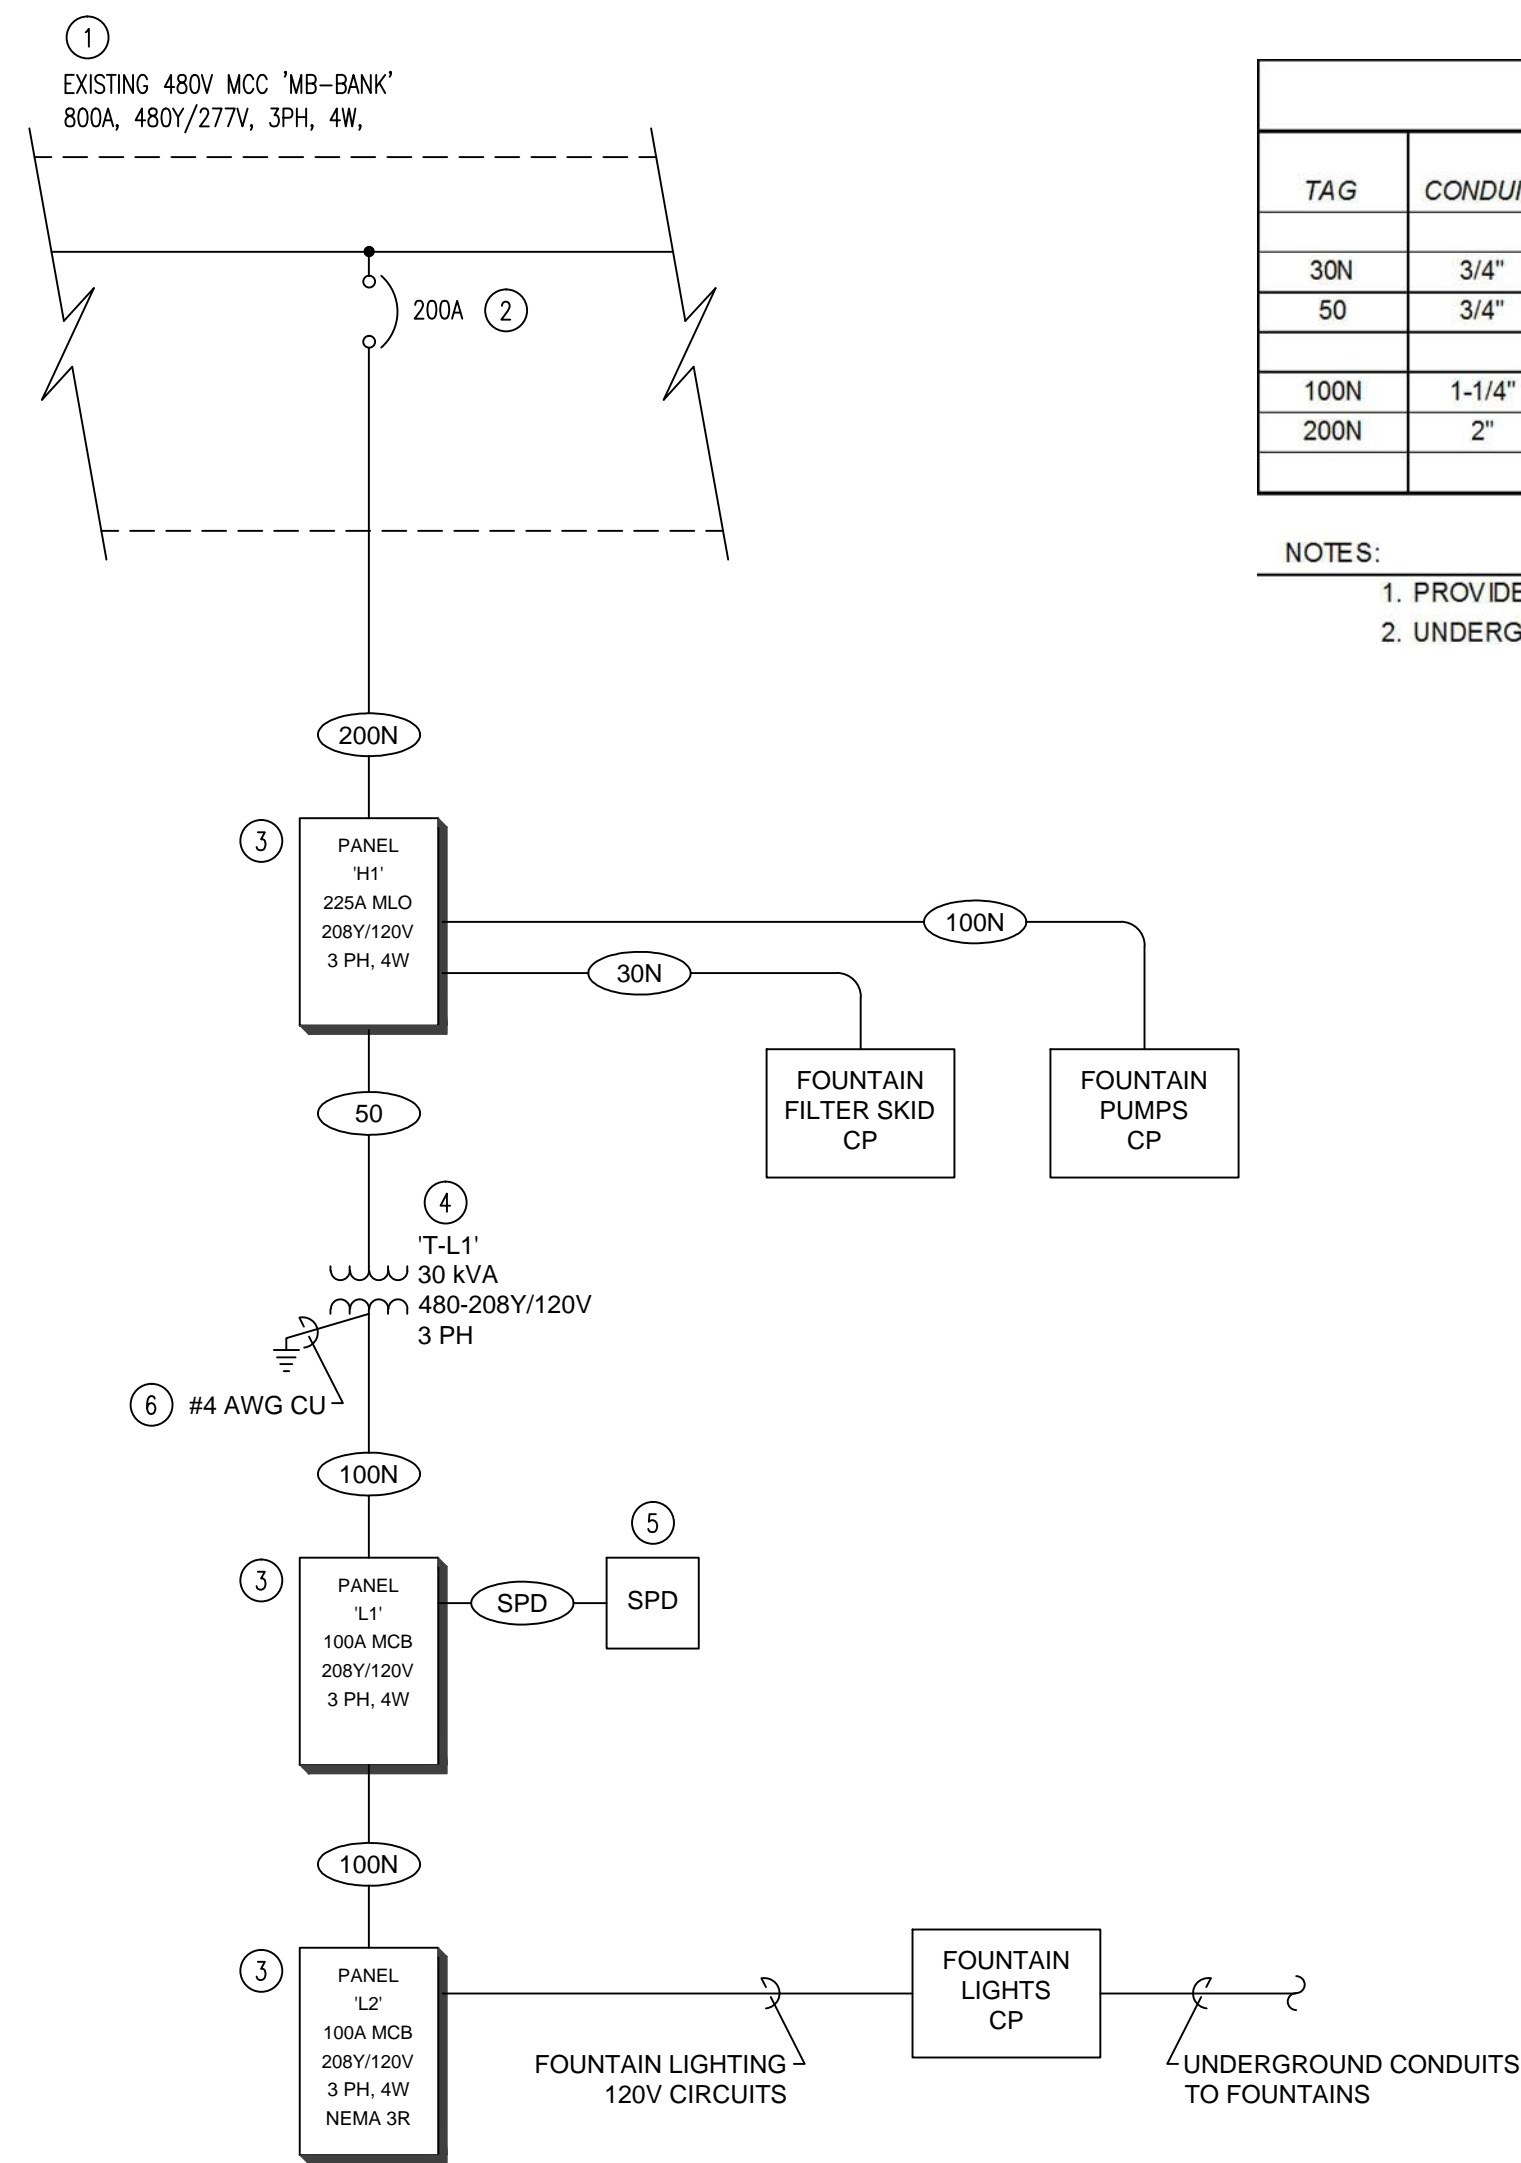 1
EXISTING 480V MCC 'MB-BANK'
800A, 480Y/277V, 3PH, 4W,
200A 2
TAG CONDUI
30N 3/4"
50 3/4"
100N 1-1/4"
200N 2"
NOTES:
1. PROVIDE
2. UNDERG
200N
3
PANEL
'H1'
225A MLO
208Y/120V
3 PH, 4W
100N
30N
FOUNTAIN
FILTER SKID
CP
FOUNTAIN
PUMPS
CP
50
4
'T-L1'
30 kVA
480-208Y/120V
3 PH
6 #4 AWG CU
100N
3
PANEL
'L1'
100A MCB
208Y/120V
3 PH, 4W
SPD
5
SPD
100N
3
PANEL
'L2'
100A MCB
208Y/120V
3 PH, 4W
NEMA 3R
FOUNTAIN LIGHTING
120V CIRCUITS
FOUNTAIN
LIGHTS
CP
UNDERGROUND CONDUITS
TO FOUNTAINS